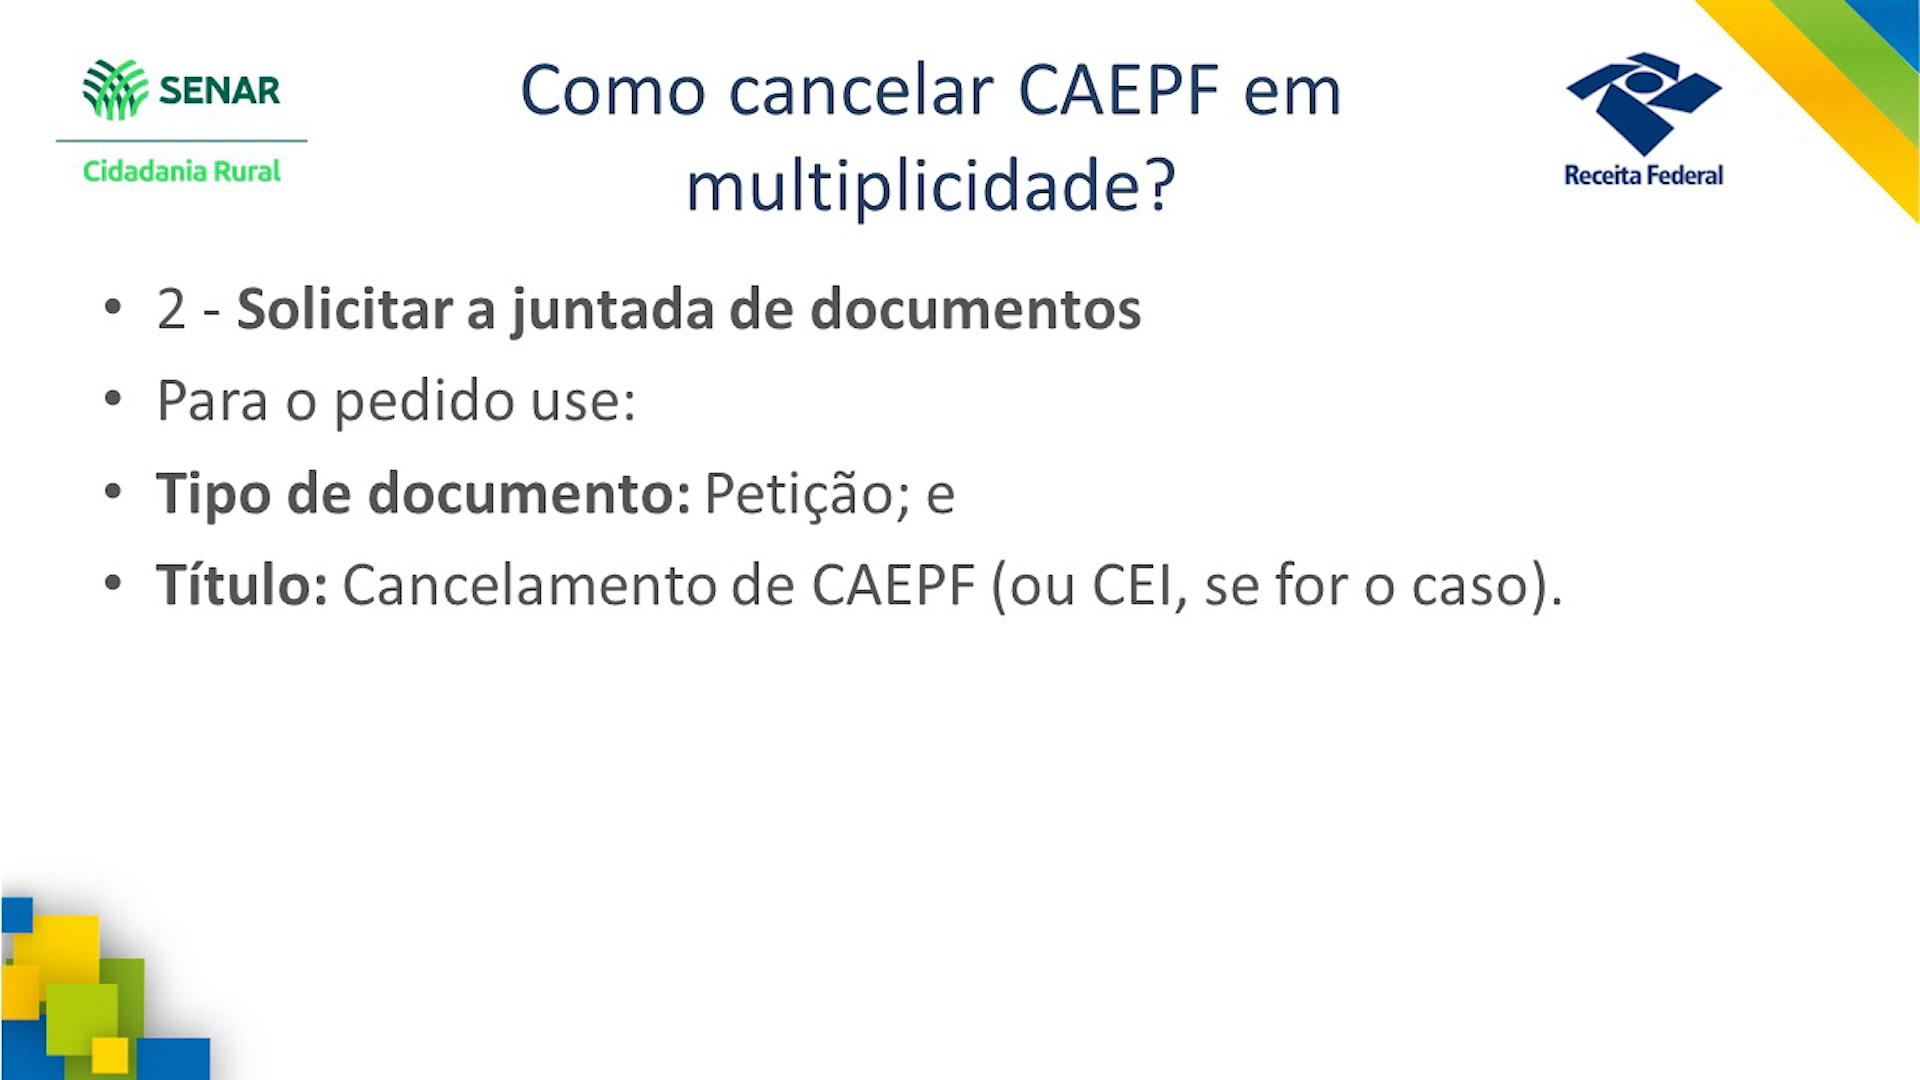 SENAR
Cidadania Rural
Como cancelar CAEPF em
multiplicidade?
Receita Federal
• 2 - Solicitar a juntada de documentos
• Para o pedido use:
• Tipo de documento: Petição; e
• Título: Cancelamento de CAEPF (ou CEI, se for o caso).